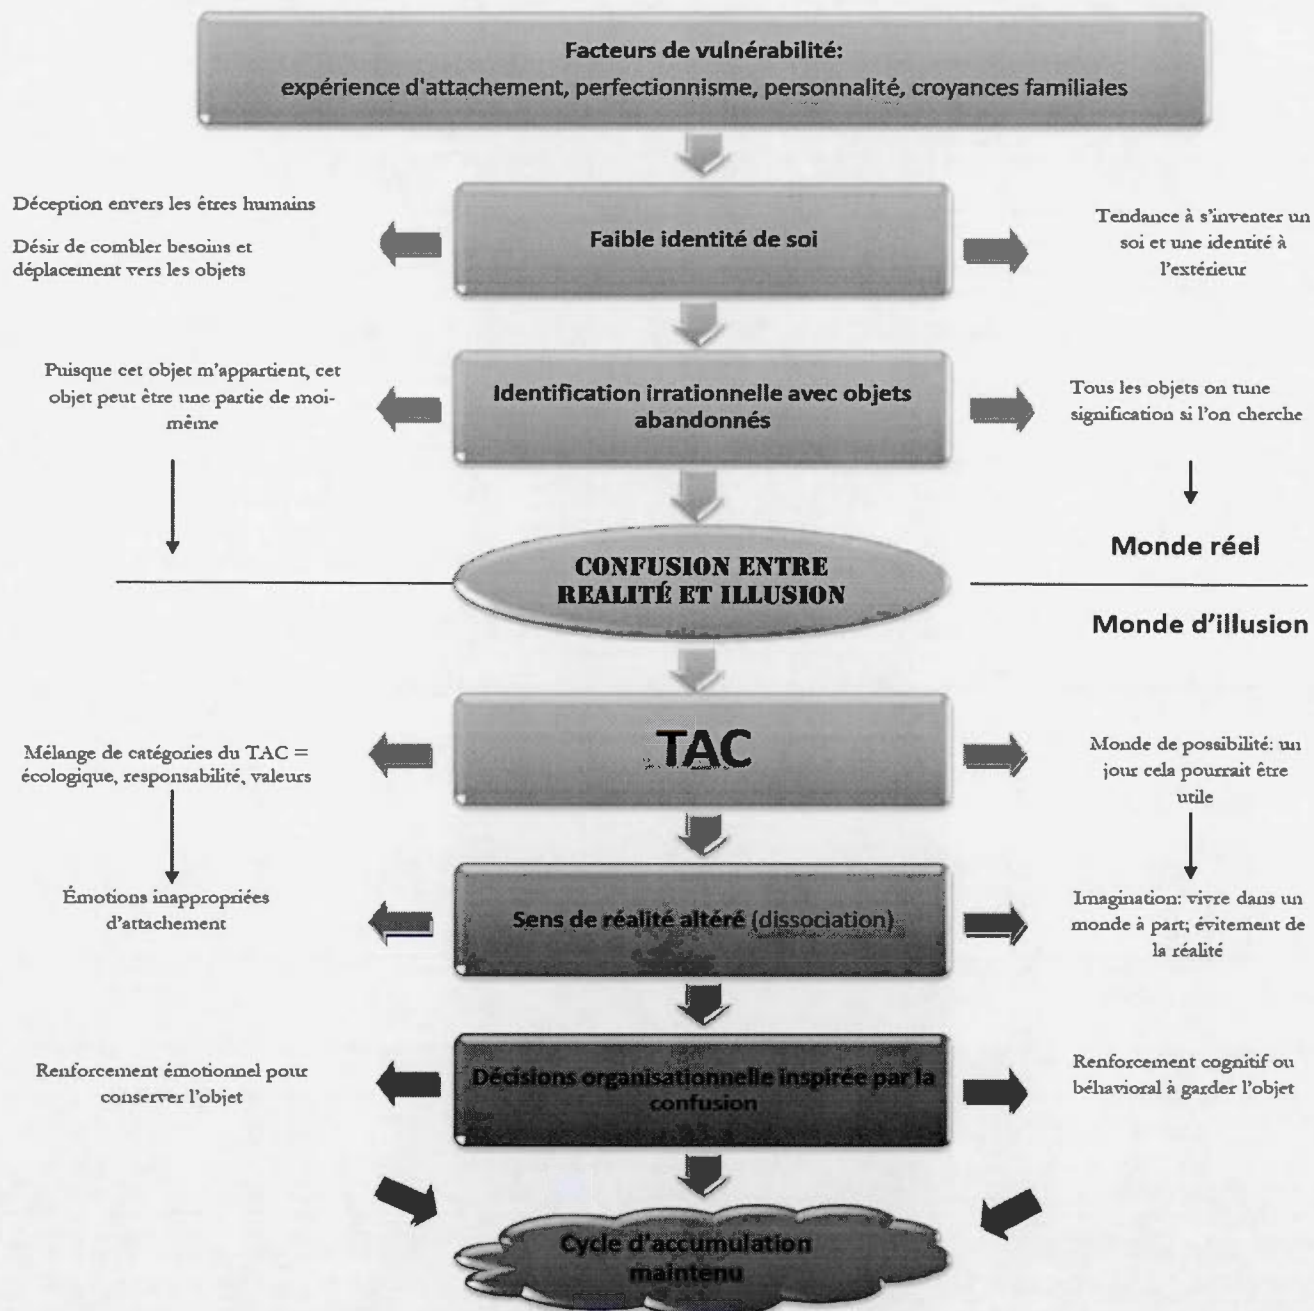 Facteurs de vulnérabilité:
expérience d'attachement, perfectionnisme, personnalité, croyances familiales
Déception envers les êtres humains
Désir de combler besoins et
déplacement vers les objets
Faible identité de soi
Tendance à s'inventer un
soi et une identité à
l'extérieur
Puisque cet objet m'appartient, cet
objet peut être une partie de moi-
même
Identification irrationnelle avec objets
abandonnés
Tous les objets on tune
signification si l'on cherche
CONFUSION ENTRE
REALITÉ ET ILLUSION
Monde réel
Monde d'illusion
Mélange de catégories du TAC =
écologique, responsabilité, valeurs
TAC
Monde de possibilité: un
jour cela pourrait être
utile
Émotions inappropriées
d'attachement
Sens de réalité altéré (dissociation)
Imagination: vivre dans un
monde à part; évitement de
la réalité
Renforcement émotionnel pour
conserver l'objet
Décisions organisationnelle inspirée par la
confusion
Renforcement cognitif ou
béhavioral à garder l'objet
Cycle d'accumulation
maintenu